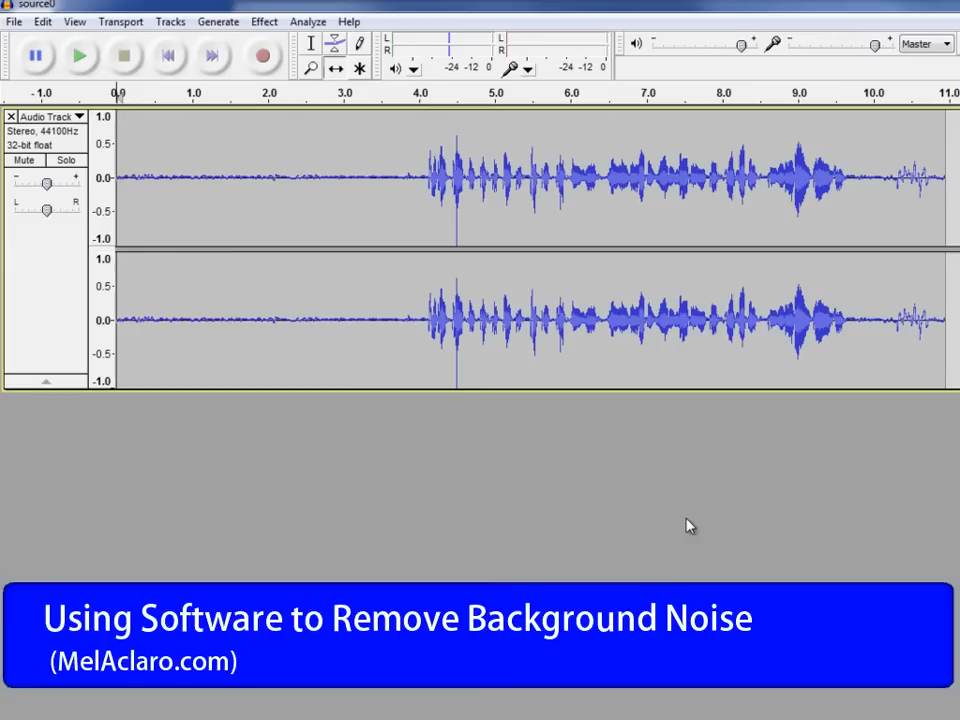 source0
File Edit View Transport Tracks Generate Effect Analyze Help
L R -24 -12 0 L R -24 -12 0 - + - + Master
- 1.0 0.0 1.0 2.0 3.0 4.0 5.0 6.0 7.0 8.0 9.0 10.0 11.0
Audio Track
Stereo, 44100Hz
32-bit float
Mute Solo
- +
L R
1.0
0.5-
0.0-
-0.5-
-1.0
1.0
0.5-
0.0-
-0.5-
-1.0
Using Software to Remove Background Noise
(MelAclaro.com)